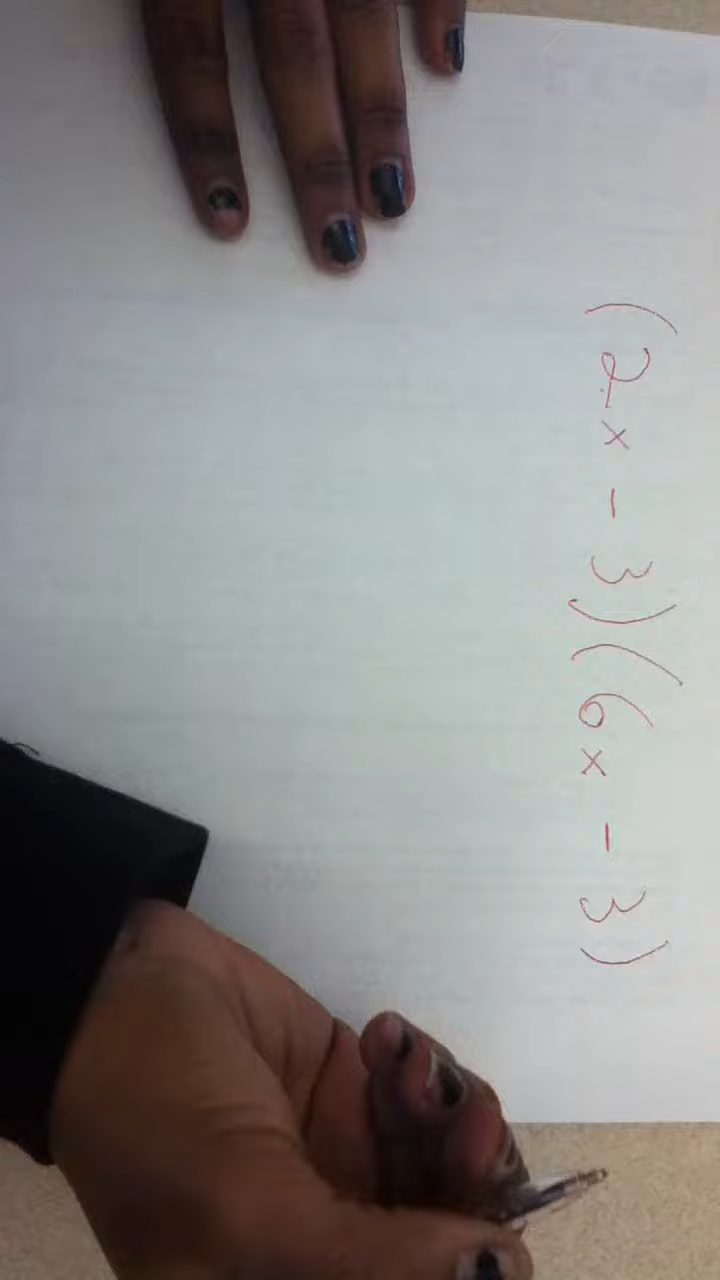 (2x - 3)(6x - 3)